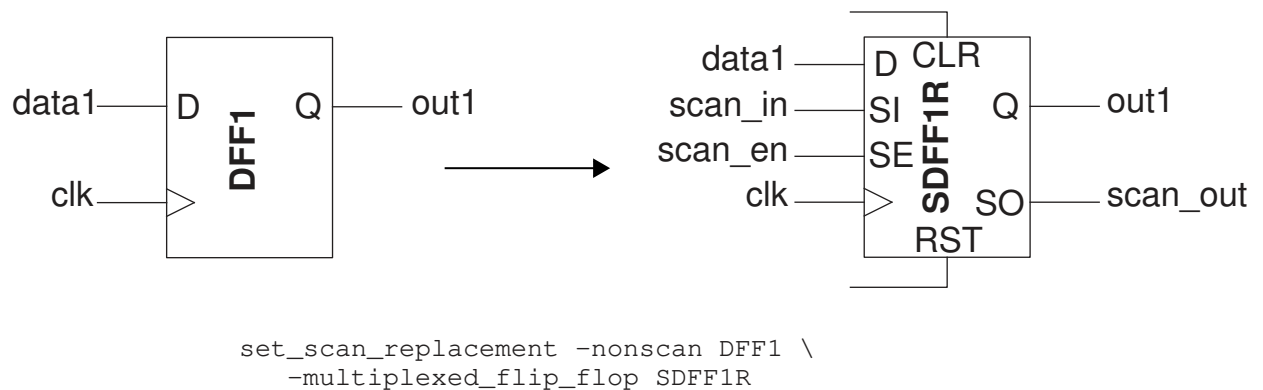 data1
D
Q
out1
DFF1
clk
data1
D
CLR
scan_in
SI
Q
out1
scan_en
SE
SDFF1R
clk
SO
scan_out
RST
set_scan_replacement -nonscan DFF1 \
-multiplexed_flip_flop SDFF1R